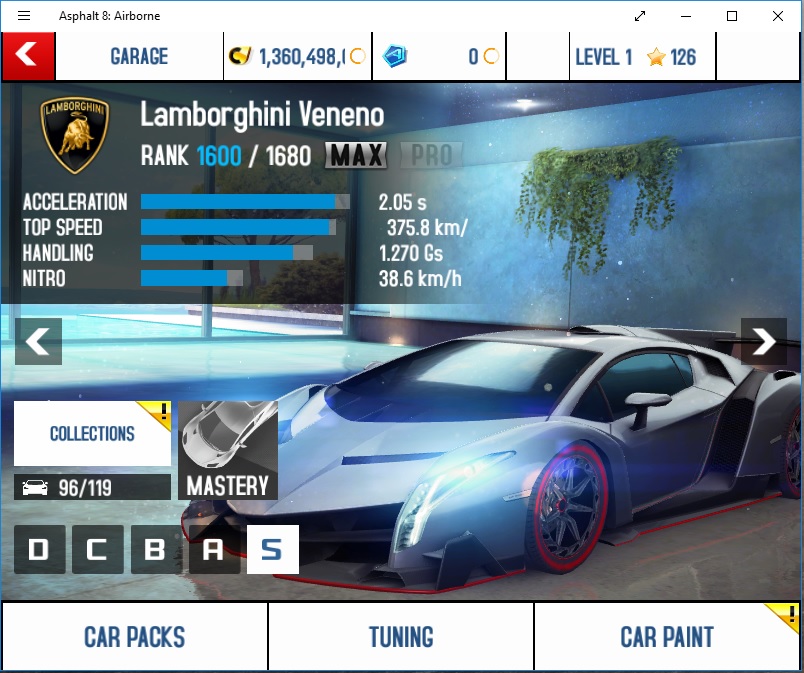 Asphalt 8: Airborne
GARAGE
1,360,498,
0
LEVEL 1
126
LAMBORGHINI
Lamborghini Veneno
RANK 1600 / 1680 MAX PRO
ACCELERATION 2.05 s
TOP SPEED 375.8 km/
HANDLING 1.270 Gs
NITRO 38.6 km/h
COLLECTIONS !
96/119
MASTERY
D C B A S
CAR PACKS
TUNING
CAR PAINT !